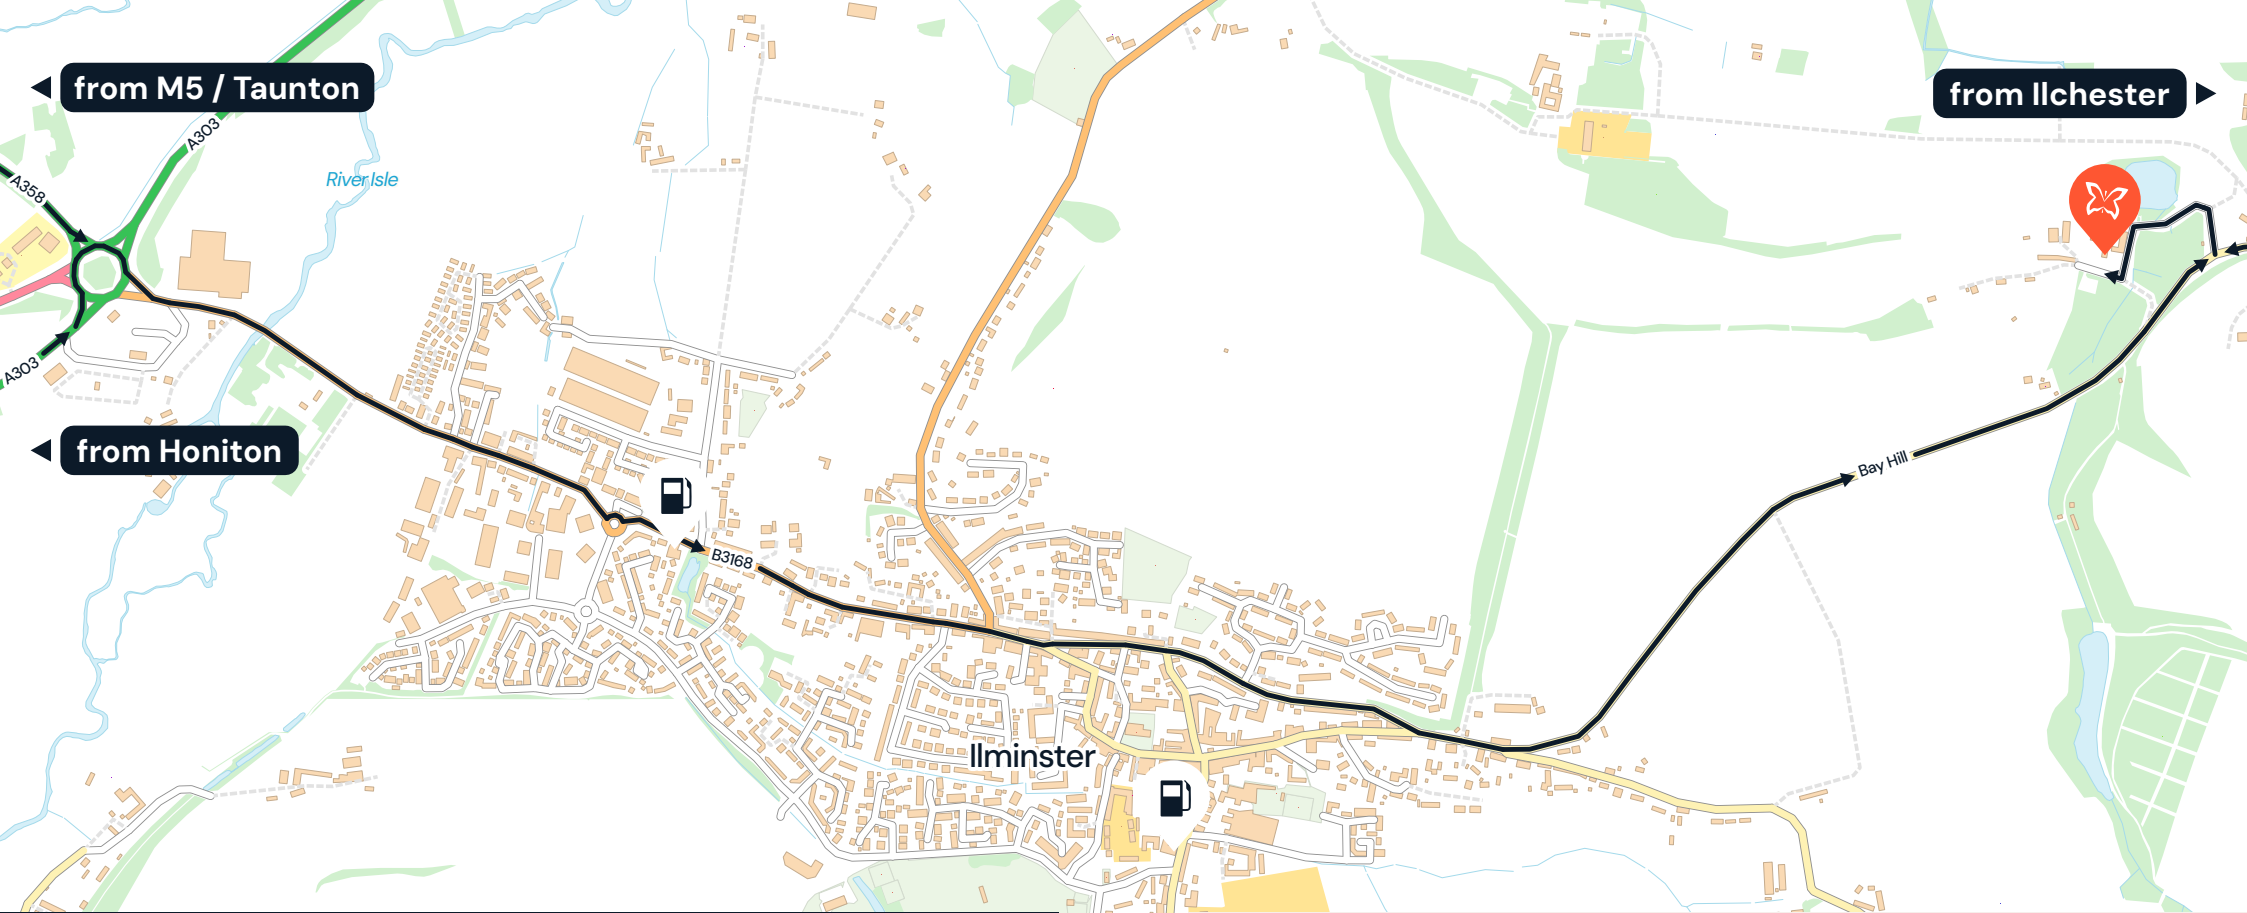 from M5 / Taunton
from Ilchester
A303
A358
River Isle
A303
from Honiton
Bay Hill
B3168
Ilminster